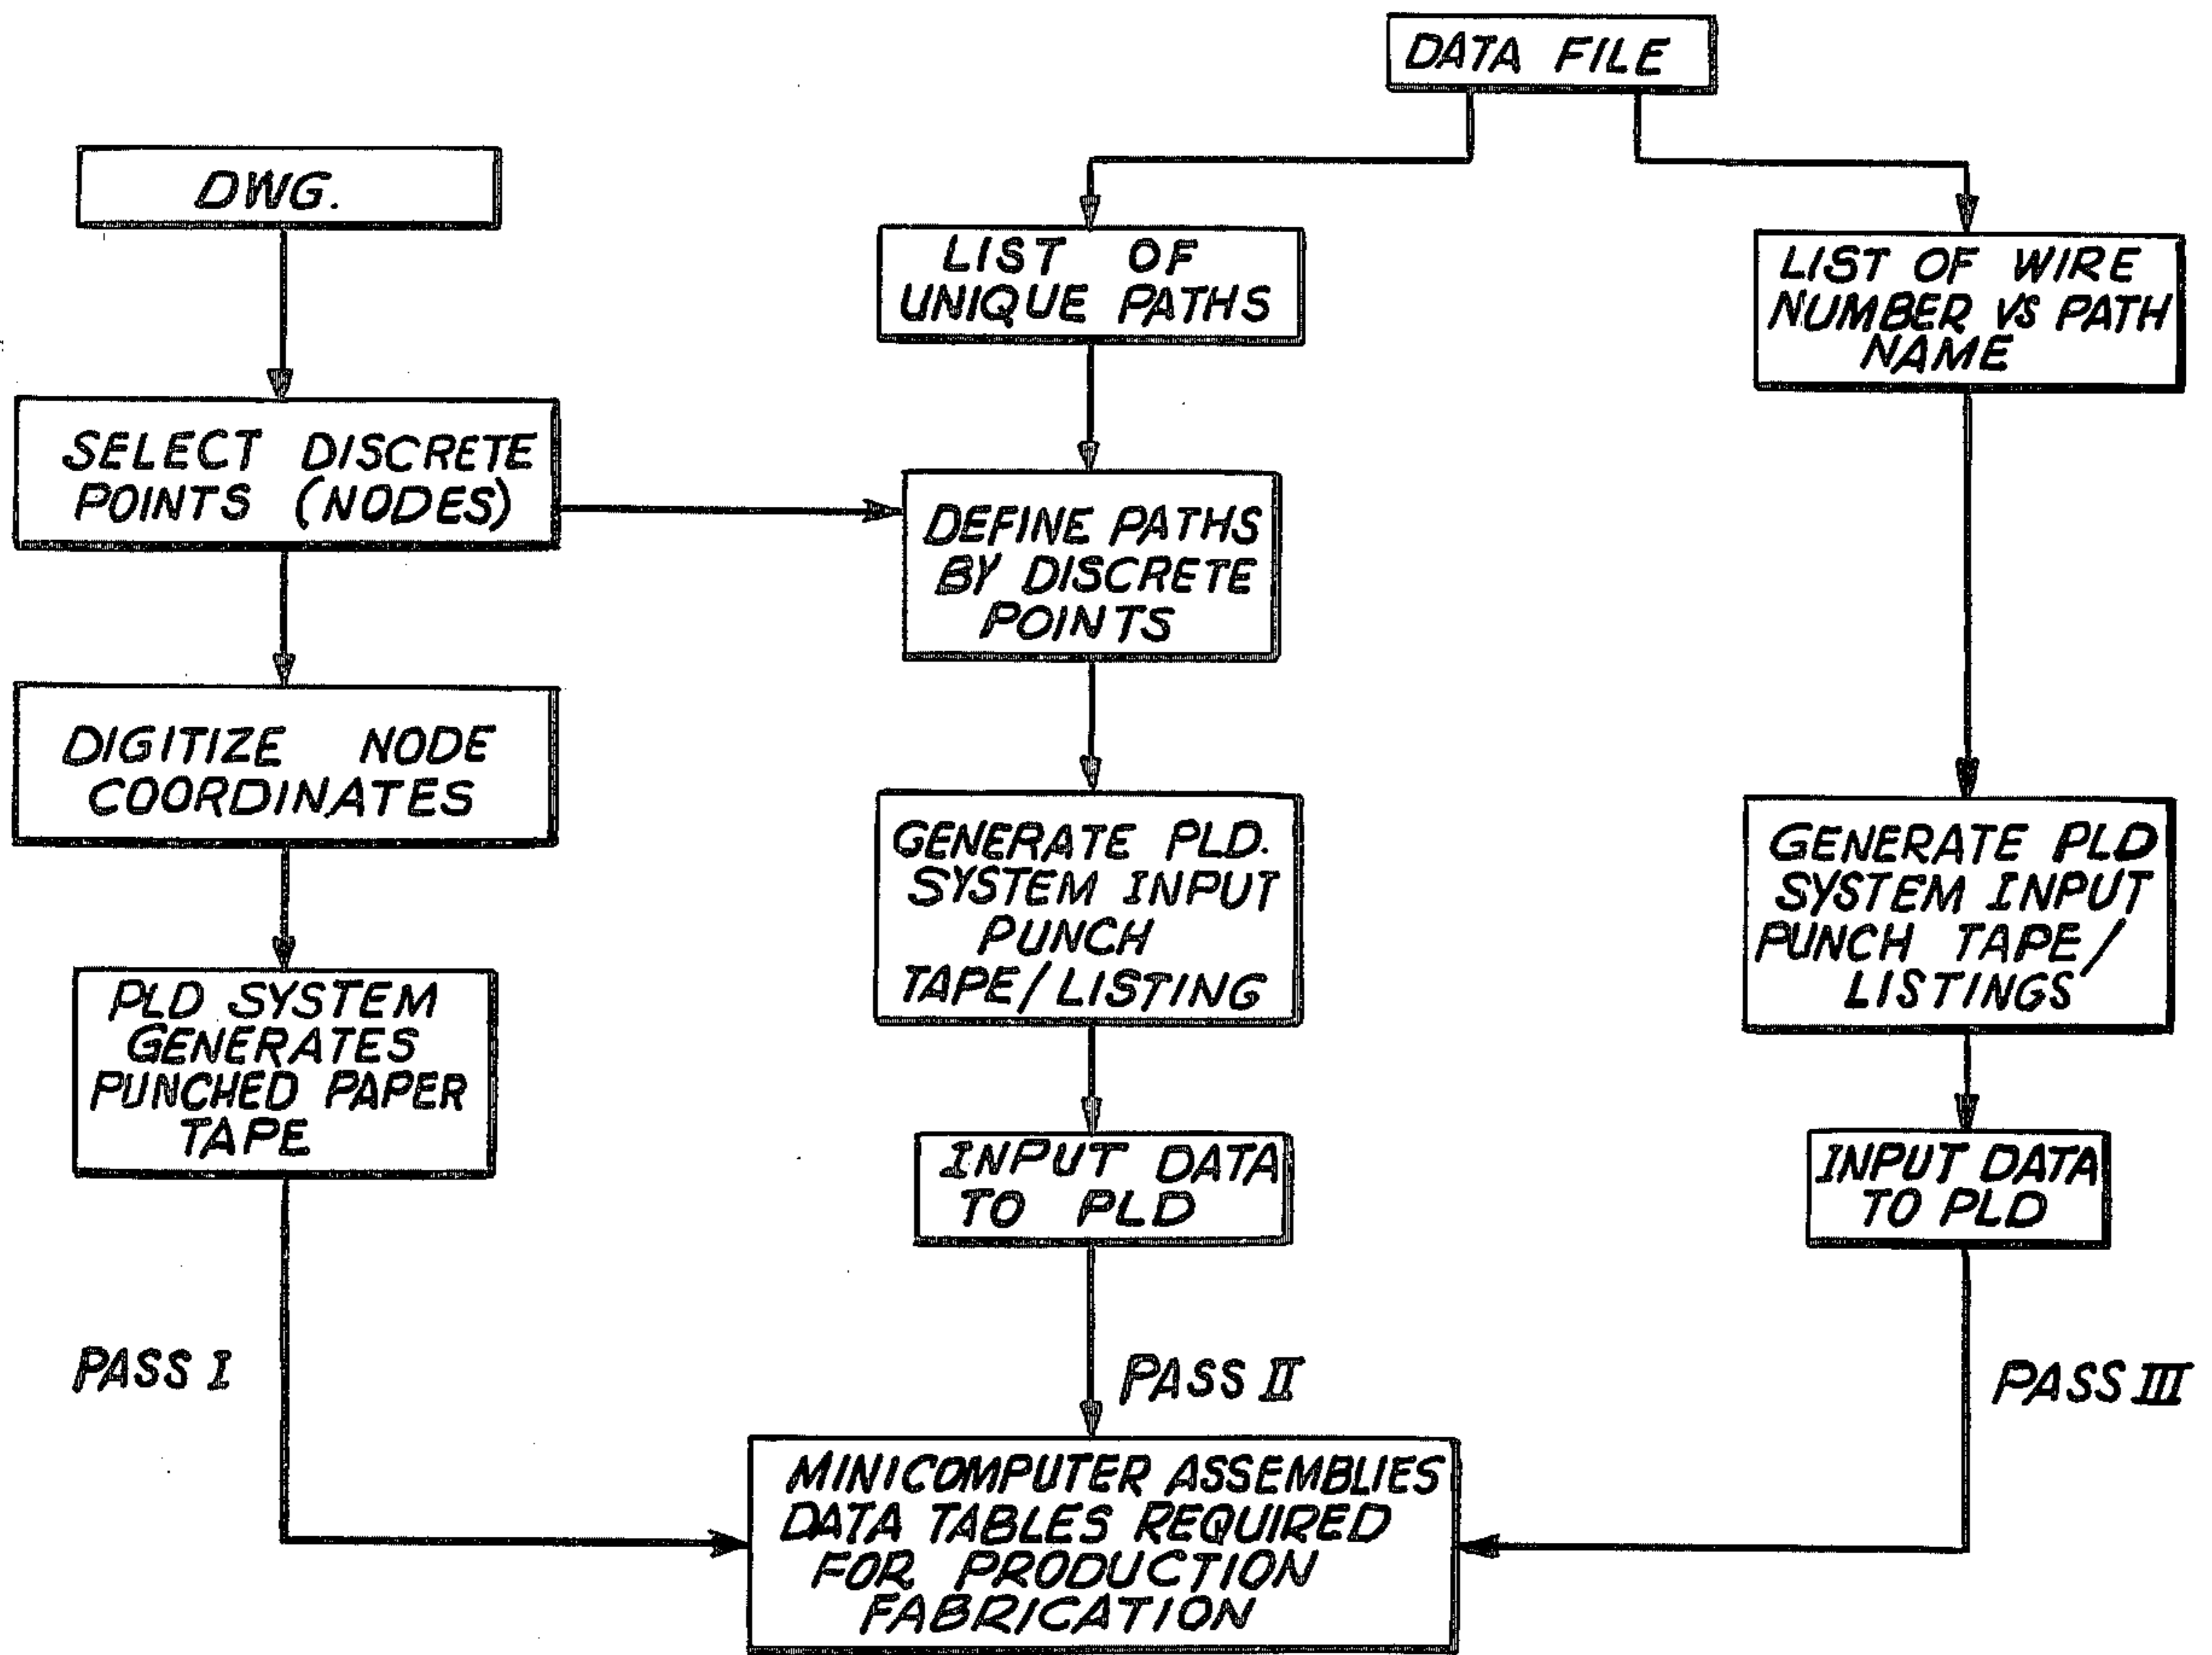 DATA FILE
DWG.
LIST OF
UNIQUE PATHS
LIST OF WIRE
NUMBER VS PATH
NAME
SELECT DISCRETE
POINTS (NODES)
DEFINE PATHS
BY DISCRETE
POINTS
DIGITIZE NODE
COORDINATES
GENERATE PLD.
SYSTEM INPUT
PUNCH
TAPE/LISTING
GENERATE PLD
SYSTEM INPUT
PUNCH TAPE/
LISTINGS
PLD SYSTEM
GENERATES
PUNCHED PAPER
TAPE
INPUT DATA
TO PLD
INPUT DATA
TO PLD
PASS I
PASS II
PASS III
MINICOMPUTER ASSEMBLIES
DATA TABLES REQUIRED
FOR PRODUCTION
FABRICATION